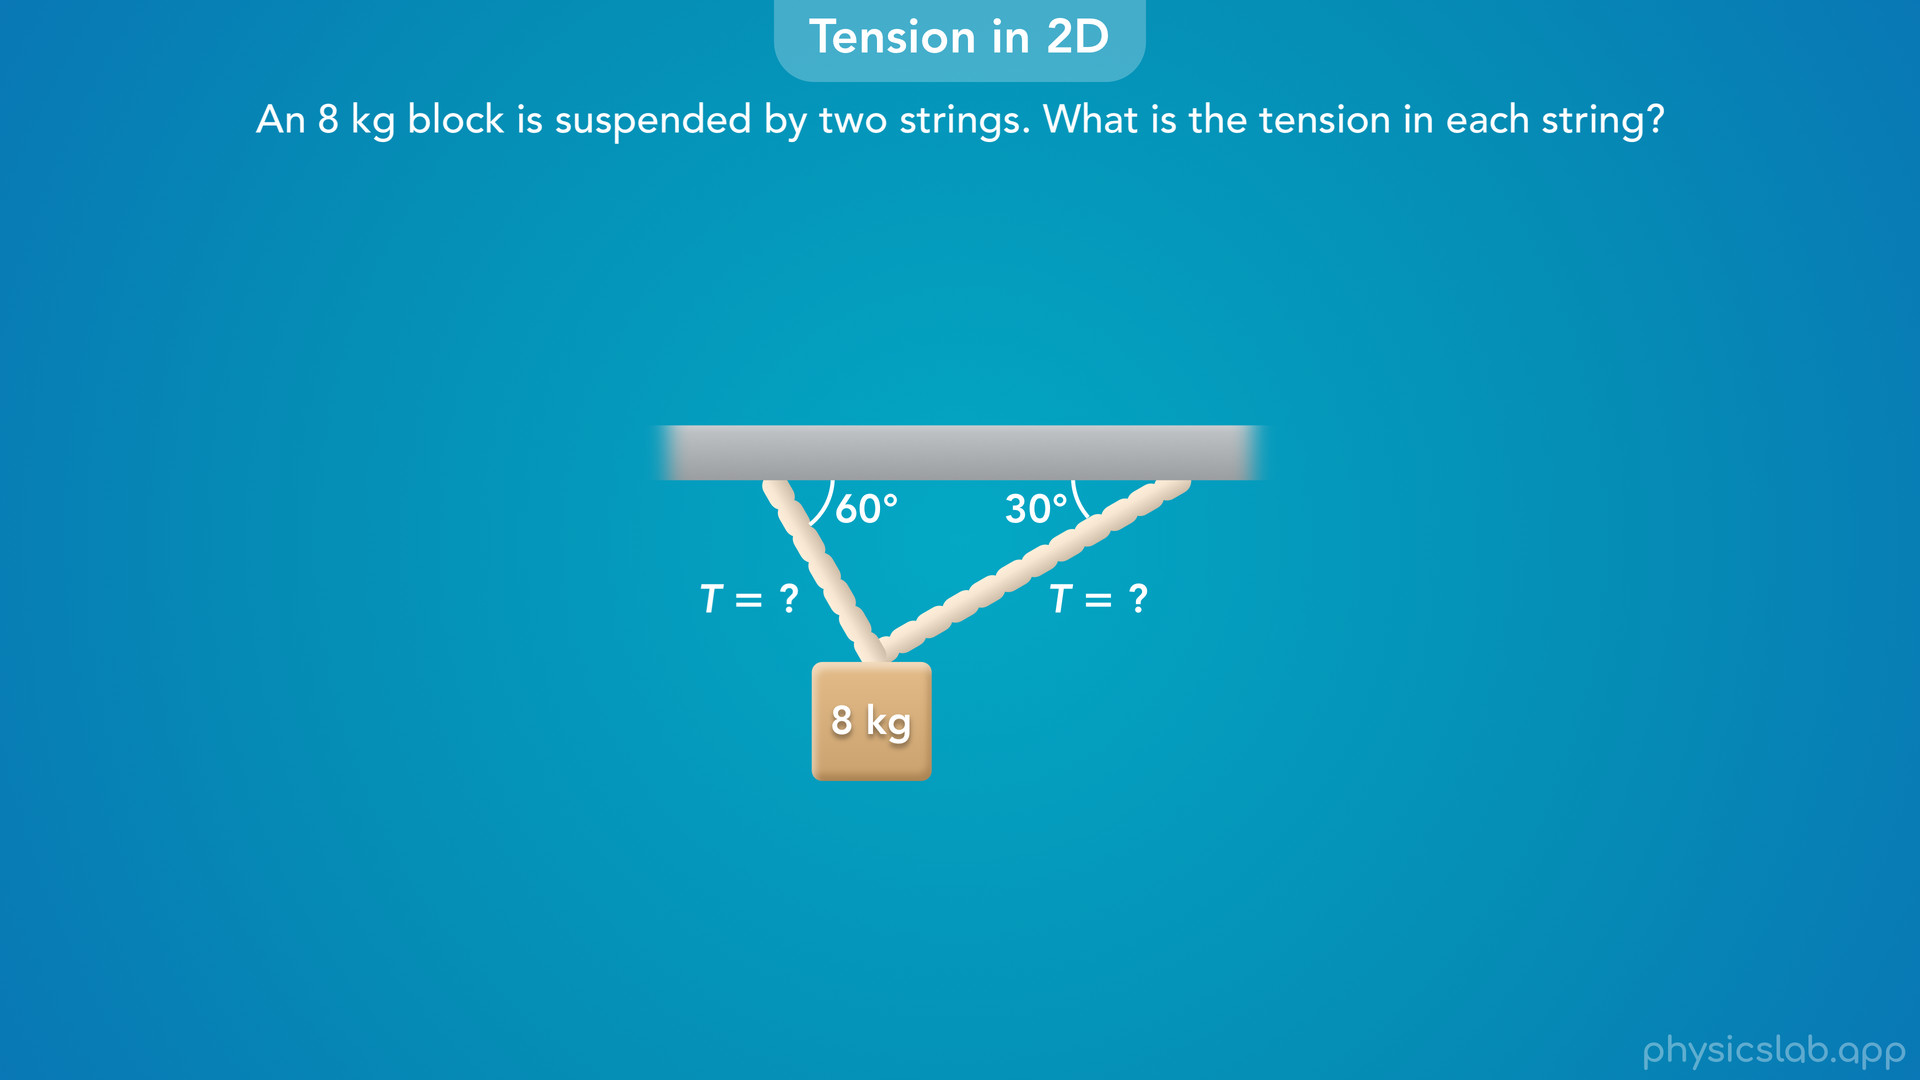 Tension in 2D
An 8 kg block is suspended by two strings. What is the tension in each string?
60° 30°
T = ? T = ?
8 kg
physicslab.app